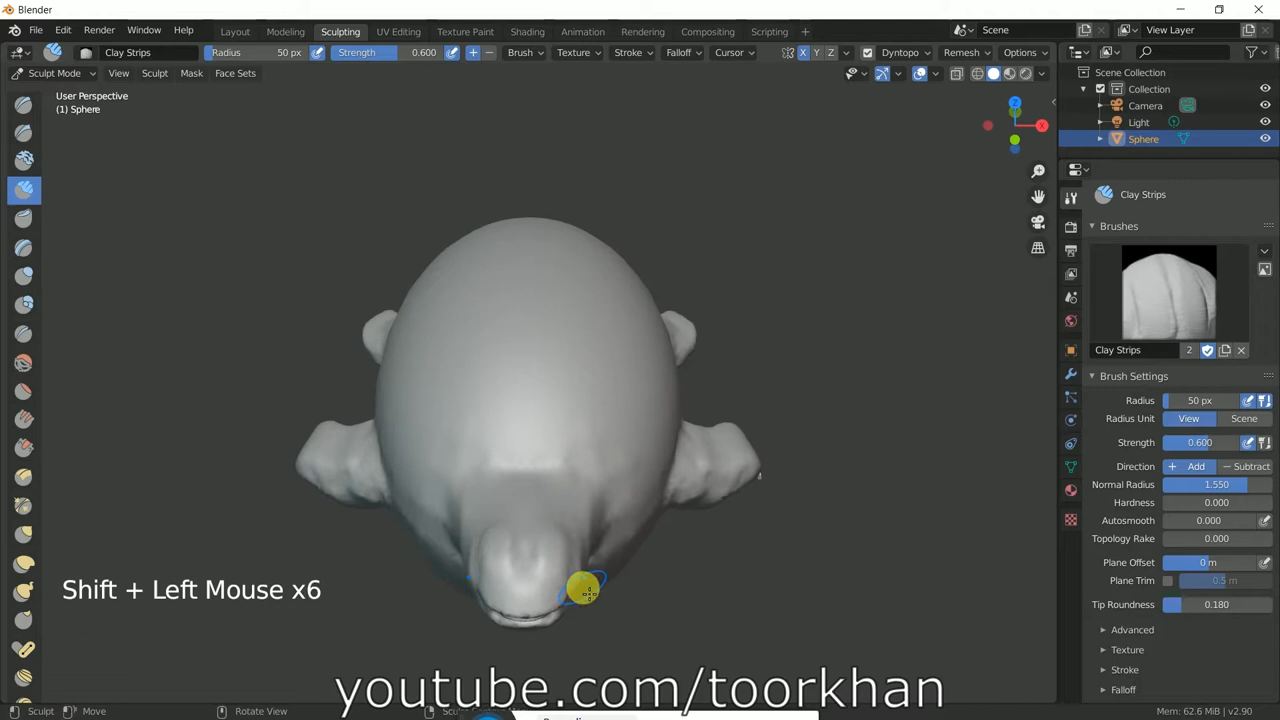 Blender
File Edit Render Window Help Layout Modeling Sculpting UV Editing Texture Paint Shading Animation Rendering Compositing Scripting Scene View Layer
Clay Strips Radius 50 px Strength 0.600 Brush Texture Stroke Falloff Cursor X Y Z Dyntopo Remesh Options
Sculpt Mode View Sculpt Mask Face Sets
User Perspective
(1) Sphere
Z
X
Scene Collection
Collection
Camera
Light
Sphere
Clay Strips
Brushes
Clay Strips 2
Brush Settings
Radius 50 px
Radius Unit View Scene
Strength 0.600
Direction + Add − Subtract
Normal Radius 1.550
Hardness 0.000
Autosmooth 0.000
Topology Rake 0.000
Plane Offset 0 m
Plane Trim 0.5 m
Tip Roundness 0.180
Advanced
Texture
Stroke
Falloff
Shift + Left Mouse x6
youtube.com/toorkhan
Sculpt Move Rotate View Sculpt Context Menu Mem: 62.6 MiB | v2.90